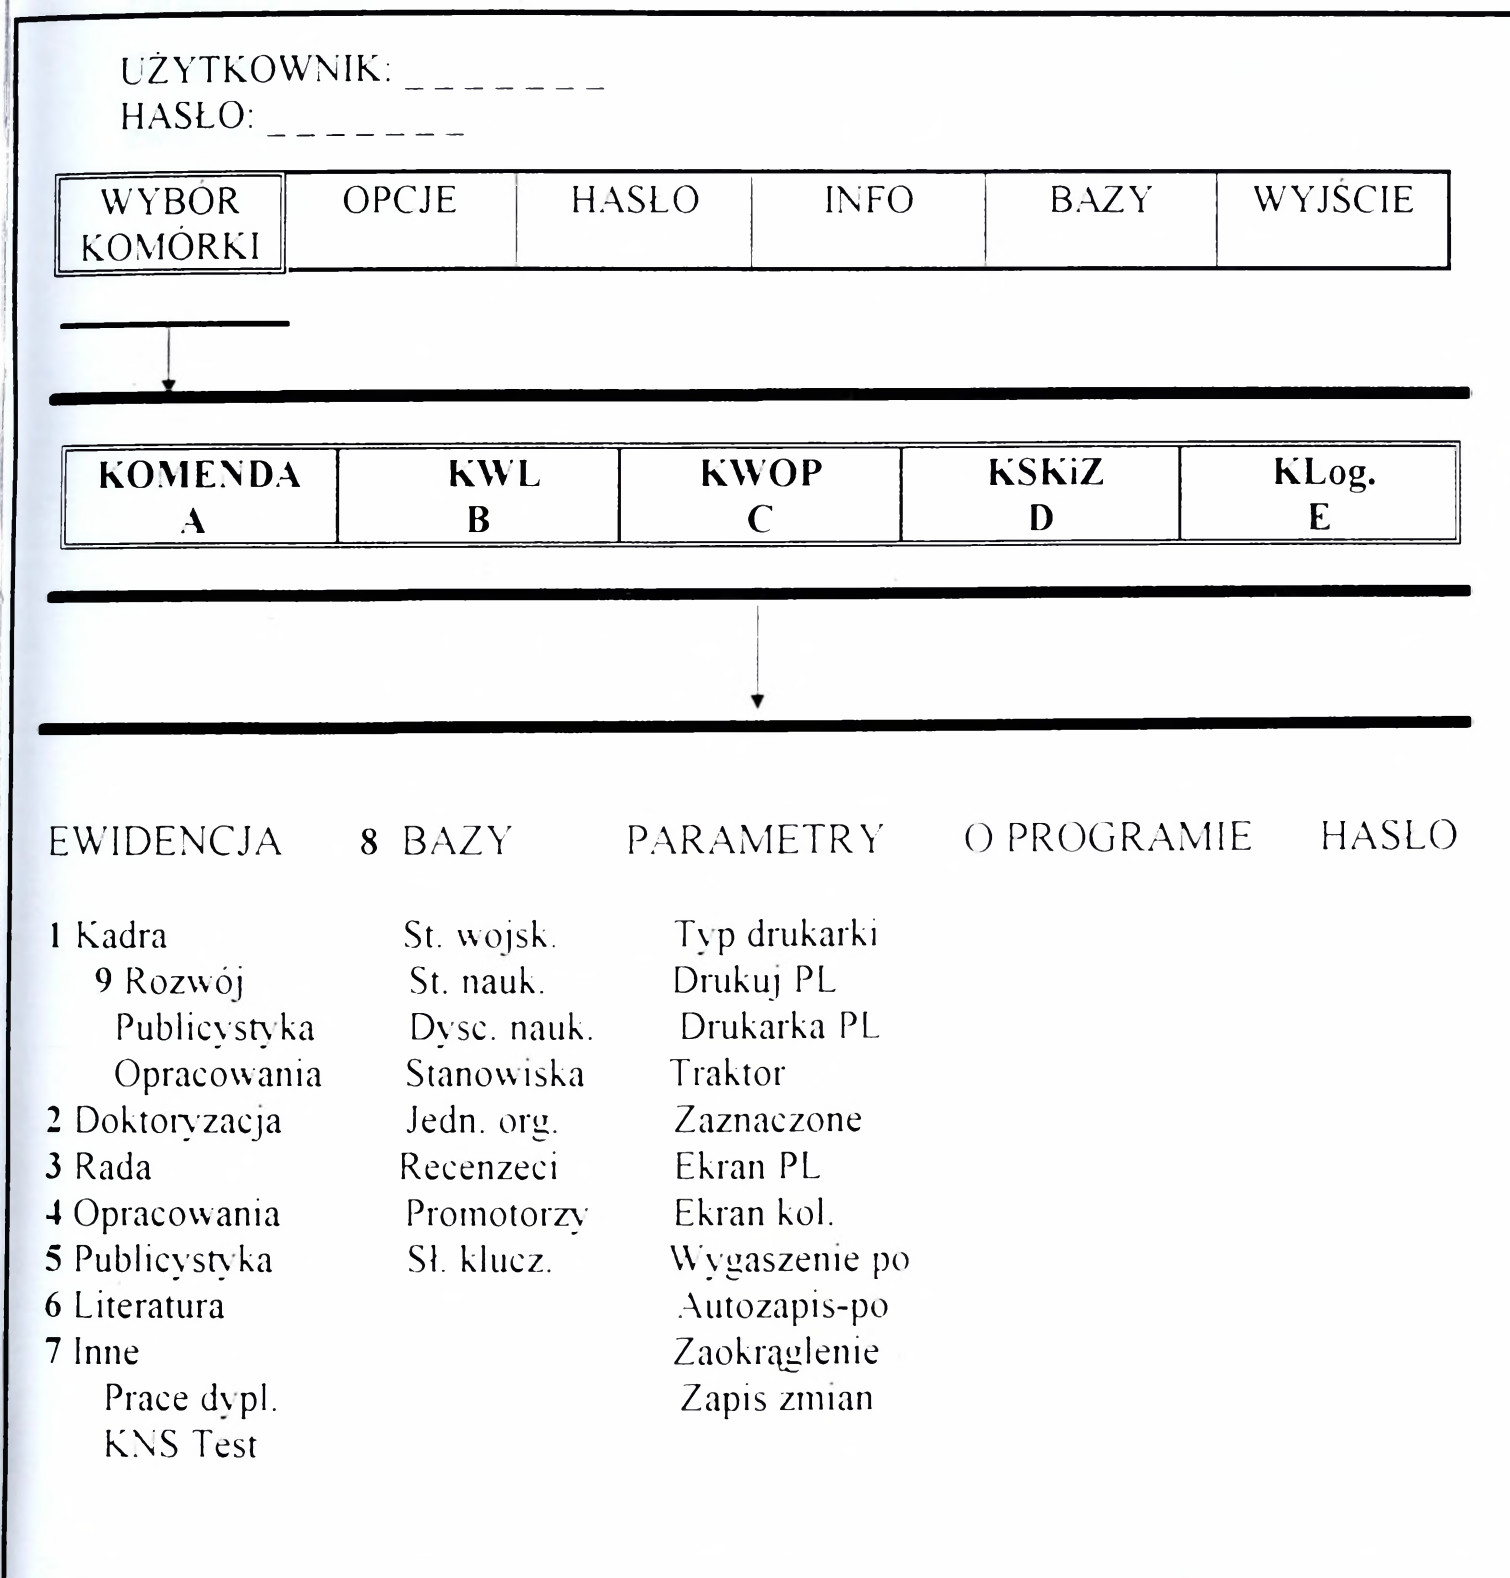 UŻYTKOWNIK: _ _ _ _ _ _ _
HASŁO: _ _ _ _ _ _ _
WYBÓR KOMÓRKI OPCJE HASŁO INFO BAZY WYJŚCIE
KOMENDA KWL KWOP KSKiZ KLog.
A B C D E
EWIDENCJA 8 BAZY PARAMETRY O PROGRAMIE HASŁO
1 Kadra St. wojsk. Typ drukarki
9 Rozwój St. nauk. Drukuj PL
Publicystyka Dysc. nauk. Drukarka PL
Opracowania Stanowiska Traktor
2 Doktoryzacja Jedn. org. Zaznaczone
3 Rada Recenzeci Ekran PL
4 Opracowania Promotorzy Ekran kol.
5 Publicystyka Sł. klucz. Wygaszenie po
6 Literatura Autozapis-po
7 Inne Zaokrąglenie
Prace dypl. Zapis zmian
KNS Test